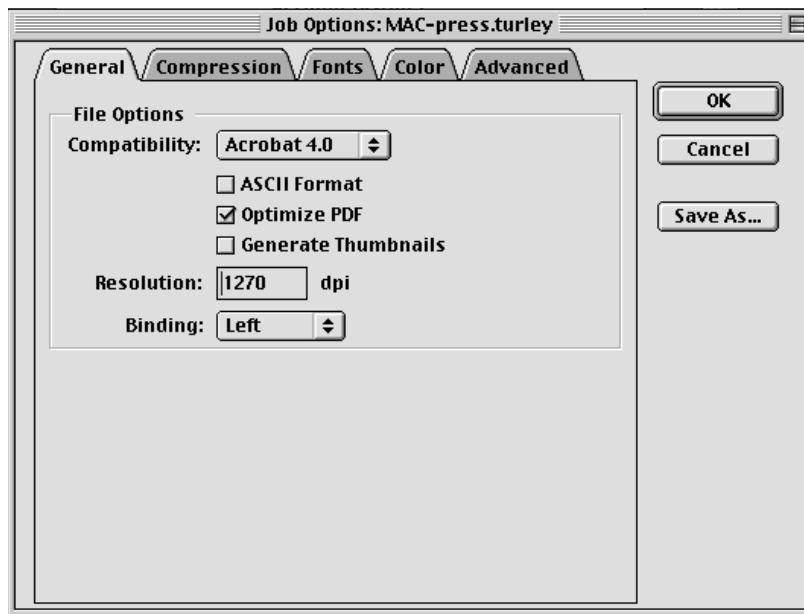 Job Options: MAC-press.turley
General Compression Fonts Color Advanced
File Options
Compatibility: Acrobat 4.0
ASCII Format
Optimize PDF
Generate Thumbnails
Resolution: 1270 dpi
Binding: Left
OK
Cancel
Save As...